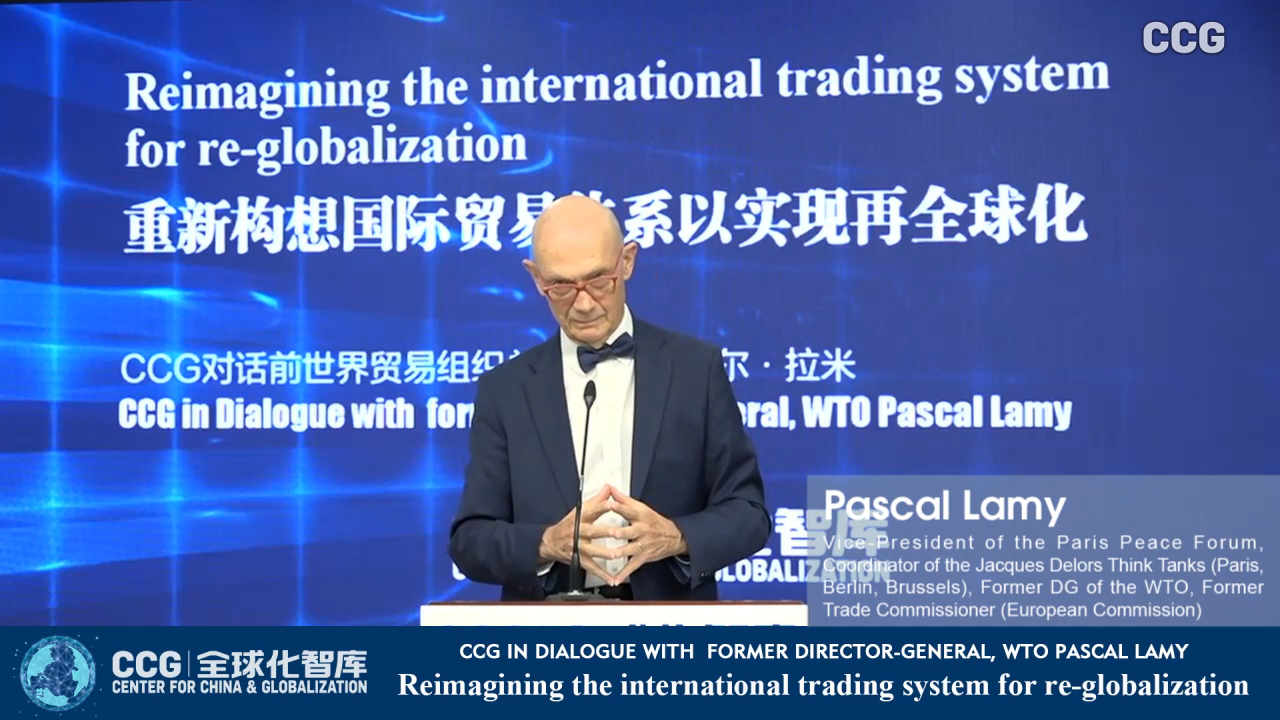 CCG
Reimagining the international trading system
for re-globalization
重新构想国际贸易体系以实现再全球化
CCG对话前世界贸易组织 尔·拉米
CCG in Dialogue with eral, WTO Pascal Lamy
Pascal Lamy
Vice-President of the Paris Peace Forum,
Coordinator of the Jacques Delors Think Tanks (Paris,
Berlin, Brussels), Former DG of the WTO, Former
Trade Commissioner (European Commission)
智库
GLOBALIZATION
CCG 全球化智库
CENTER FOR CHINA & GLOBALIZATION
CCG IN DIALOGUE WITH FORMER DIRECTOR-GENERAL, WTO PASCAL LAMY
Reimagining the international trading system for re-globalization